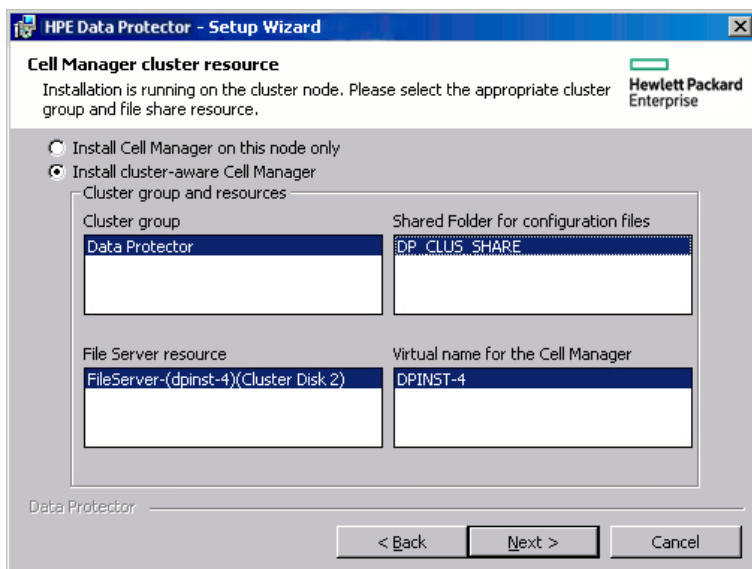 HPE Data Protector - Setup Wizard
Cell Manager cluster resource
Installation is running on the cluster node. Please select the appropriate cluster
group and file share resource.
Hewlett Packard
Enterprise
Install Cell Manager on this node only
Install cluster-aware Cell Manager
Cluster group and resources
Cluster group
Shared Folder for configuration files
Data Protector
DP_CLUS_SHARE
File Server resource
Virtual name for the Cell Manager
FileServer-(dpinst-4)(Cluster Disk 2)
DPINST-4
Data Protector
< Back
Next >
Cancel